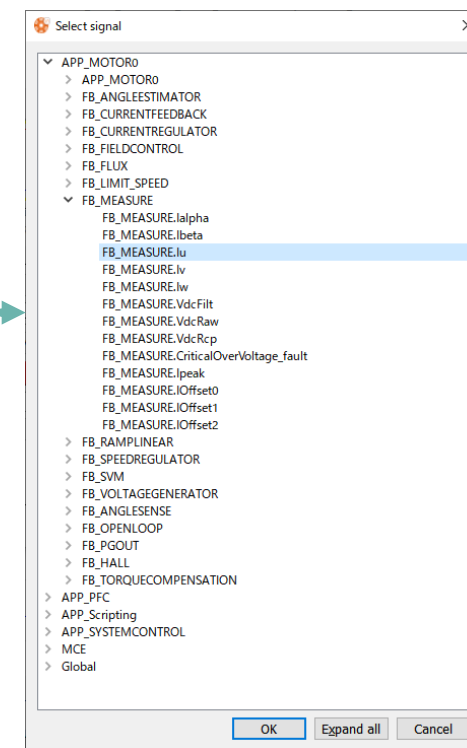 Select signal
APP_MOTOR0
APP_MOTOR0
FB_ANGLEESTIMATOR
FB_CURRENTFEEDBACK
FB_CURRENTREGULATOR
FB_FIELDCONTROL
FB_FLUX
FB_LIMIT_SPEED
FB_MEASURE
FB_MEASURE.Ialpha
FB_MEASURE.Ibeta
FB_MEASURE.Iu
FB_MEASURE.Iv
FB_MEASURE.Iw
FB_MEASURE.VdcFilt
FB_MEASURE.VdcRaw
FB_MEASURE.VdcRcp
FB_MEASURE.CriticalOverVoltage_fault
FB_MEASURE.Ipeak
FB_MEASURE.IOffset0
FB_MEASURE.IOffset1
FB_MEASURE.IOffset2
FB_RAMPLINEAR
FB_SPEEDREGULATOR
FB_SVM
FB_VOLTAGEGENERATOR
FB_ANGLESENSE
FB_OPENLOOP
FB_PGOUT
FB_HALL
FB_TORQUECOMPENSATION
APP_PFC
APP_Scripting
APP_SYSTEMCONTROL
MCE
Global
OK Expand all Cancel